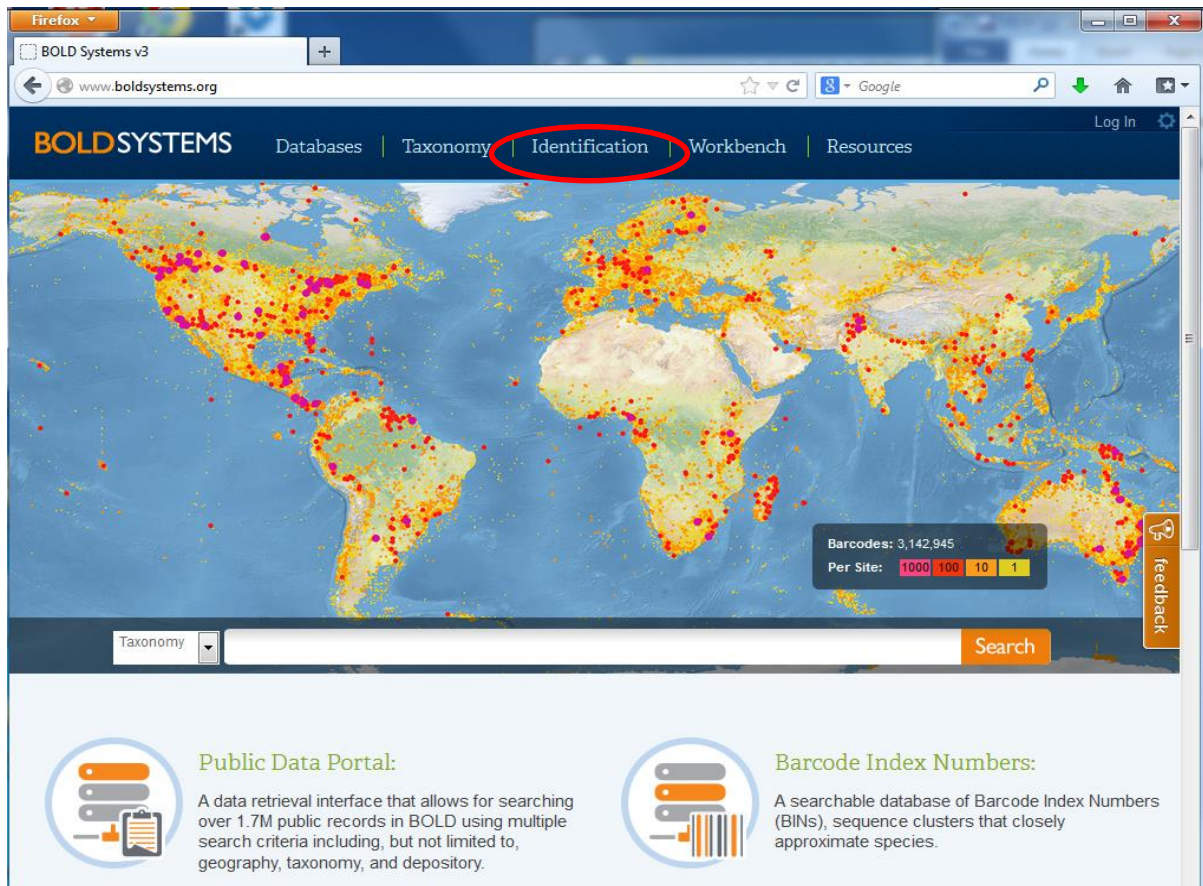 Firefox
BOLD Systems v3
www.boldsystems.org
Google
Log In
BOLDSYSTEMS Databases | Taxonomy | Identification | Workbench | Resources
Barcodes: 3,142,945
Per Site: 1000 100 10 1
feedback
Taxonomy
Search
Public Data Portal:
A data retrieval interface that allows for searching
over 1.7M public records in BOLD using multiple
search criteria including, but not limited to,
geography, taxonomy, and depository.
Barcode Index Numbers:
A searchable database of Barcode Index Numbers
(BINs), sequence clusters that closely
approximate species.